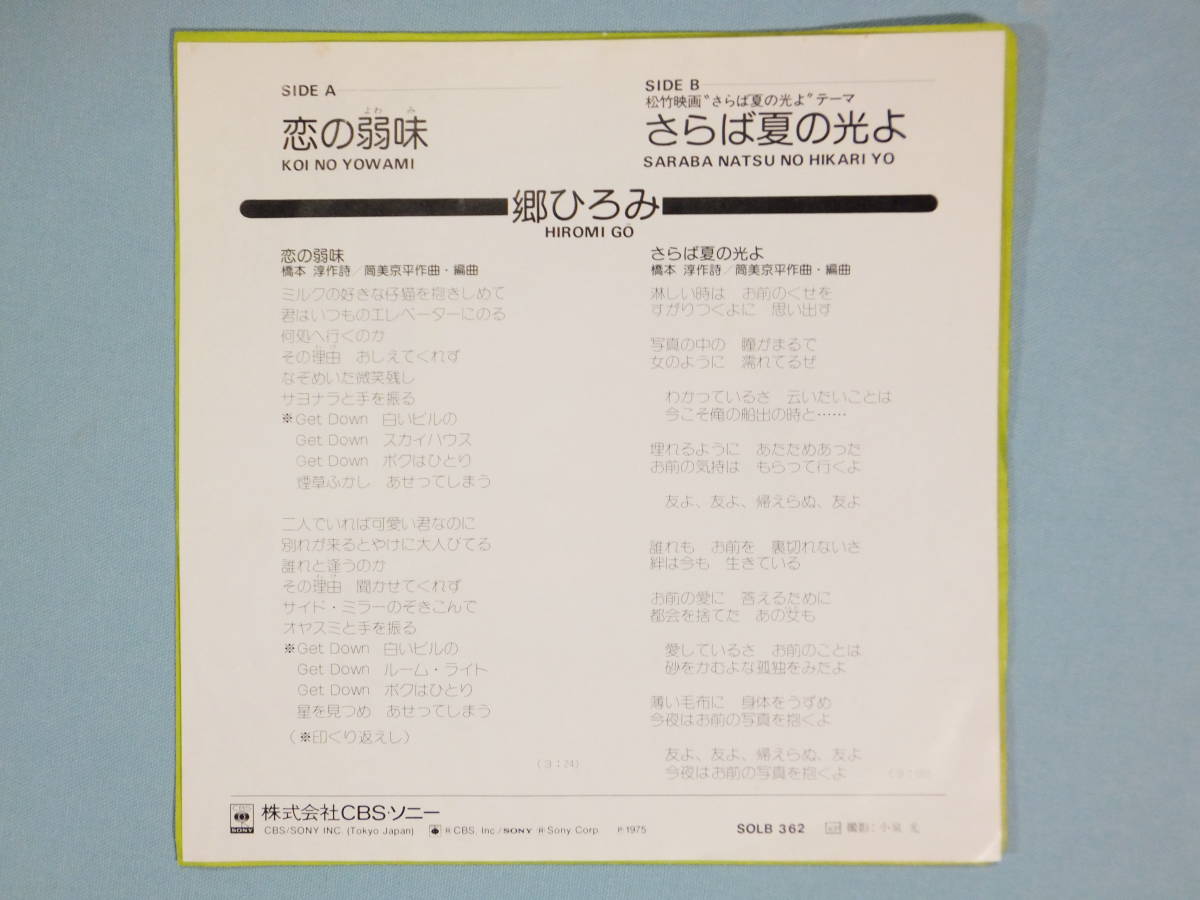 SIDE A
恋の弱味
よわ み
KOI NO YOWAMI
SIDE B
松竹映画“さらば夏の光よ”テーマ
さらば夏の光よ
SARABA NATSU NO HIKARI YO
郷ひろみ
HIROMI GŌ
恋の弱味
橋本 淳作詩/筒美京平作曲・編曲
ミルクの好きな仔猫を抱きしめて
君はいつものエレベーターにのる
何処へ行くのか
その理由 おしえてくれず
なぞめいた微笑残し
サヨナラと手を振る
※Get Down 白いビルの
Get Down スカイハウス
Get Down ボクはひとり
煙草ふかし あせってしまう
二人でいれば可愛い君なのに
別れが来るとやけに大人びてる
誰れと逢うのか
その理由 聞かせてくれず
サイド・ミラーのぞきこんで
オヤスミと手を振る
※Get Down 白いビルの
Get Down ルーム・ライト
Get Down ボクはひとり
星を見つめ あせってしまう
(※印くり返えし)
(3:24)
さらば夏の光よ
橋本 淳作詩/筒美京平作曲・編曲
淋しい時は お前のくせを
すがりつくよに 思い出す
写真の中の 瞳がまるで
女のように 濡れてるぜ
わかっているさ 云いたいことは
今こそ俺の船出の時と……
埋れるように あたためあった
お前の気持は もらって行くよ
友よ、友よ、帰えらぬ、友よ
誰れも お前を 裏切れないさ
絆は今も 生きている
お前の愛に 答えるために
都会を捨てた あの女も
愛しているさ お前のことは
砂をかむよな孤独をみたよ
薄い毛布に 身体をうずめ
今夜はお前の写真を抱くよ
友よ、友よ、帰えらぬ、友よ
今夜はお前の写真を抱くよ
CBS
SONY
株式会社CBS・ソニー
CBS/SONY INC. (Tokyo Japan) ® CBS, Inc./SONY ® Sony Corp. ℗1975
SOLB 362
撮影:小泉